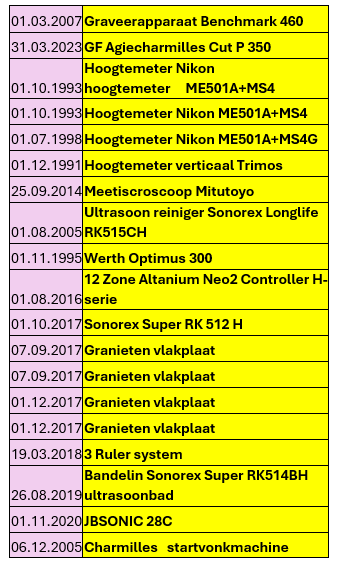 01.03.2007 Graveerapparaat Benchmark 460
31.03.2023 GF Agiecharmilles Cut P 350
Hoogtemeter Nikon
01.10.1993 hoogtemeter ME501A+MS4
01.10.1993 Hoogtemeter Nikon ME501A+MS4
01.07.1998 Hoogtemeter Nikon ME501A+MS4G
01.12.1991 Hoogtemeter verticaal Trimos
25.09.2014 Meetiscroscoop Mitutoyo
Ultrasoon reiniger Sonorex Longlife
01.08.2005 RK515CH
01.11.1995 Werth Optimus 300
12 Zone Altanium Neo2 Controller H-
01.08.2016 serie
01.10.2017 Sonorex Super RK 512 H
07.09.2017 Granieten vlakplaat
07.09.2017 Granieten vlakplaat
01.12.2017 Granieten vlakplaat
01.12.2017 Granieten vlakplaat
19.03.2018 3 Ruler system
Bandelin Sonorex Super RK514BH
26.08.2019 ultrasoonbad
01.11.2020 JBSONIC 28C
06.12.2005 Charmilles startvonkmachine